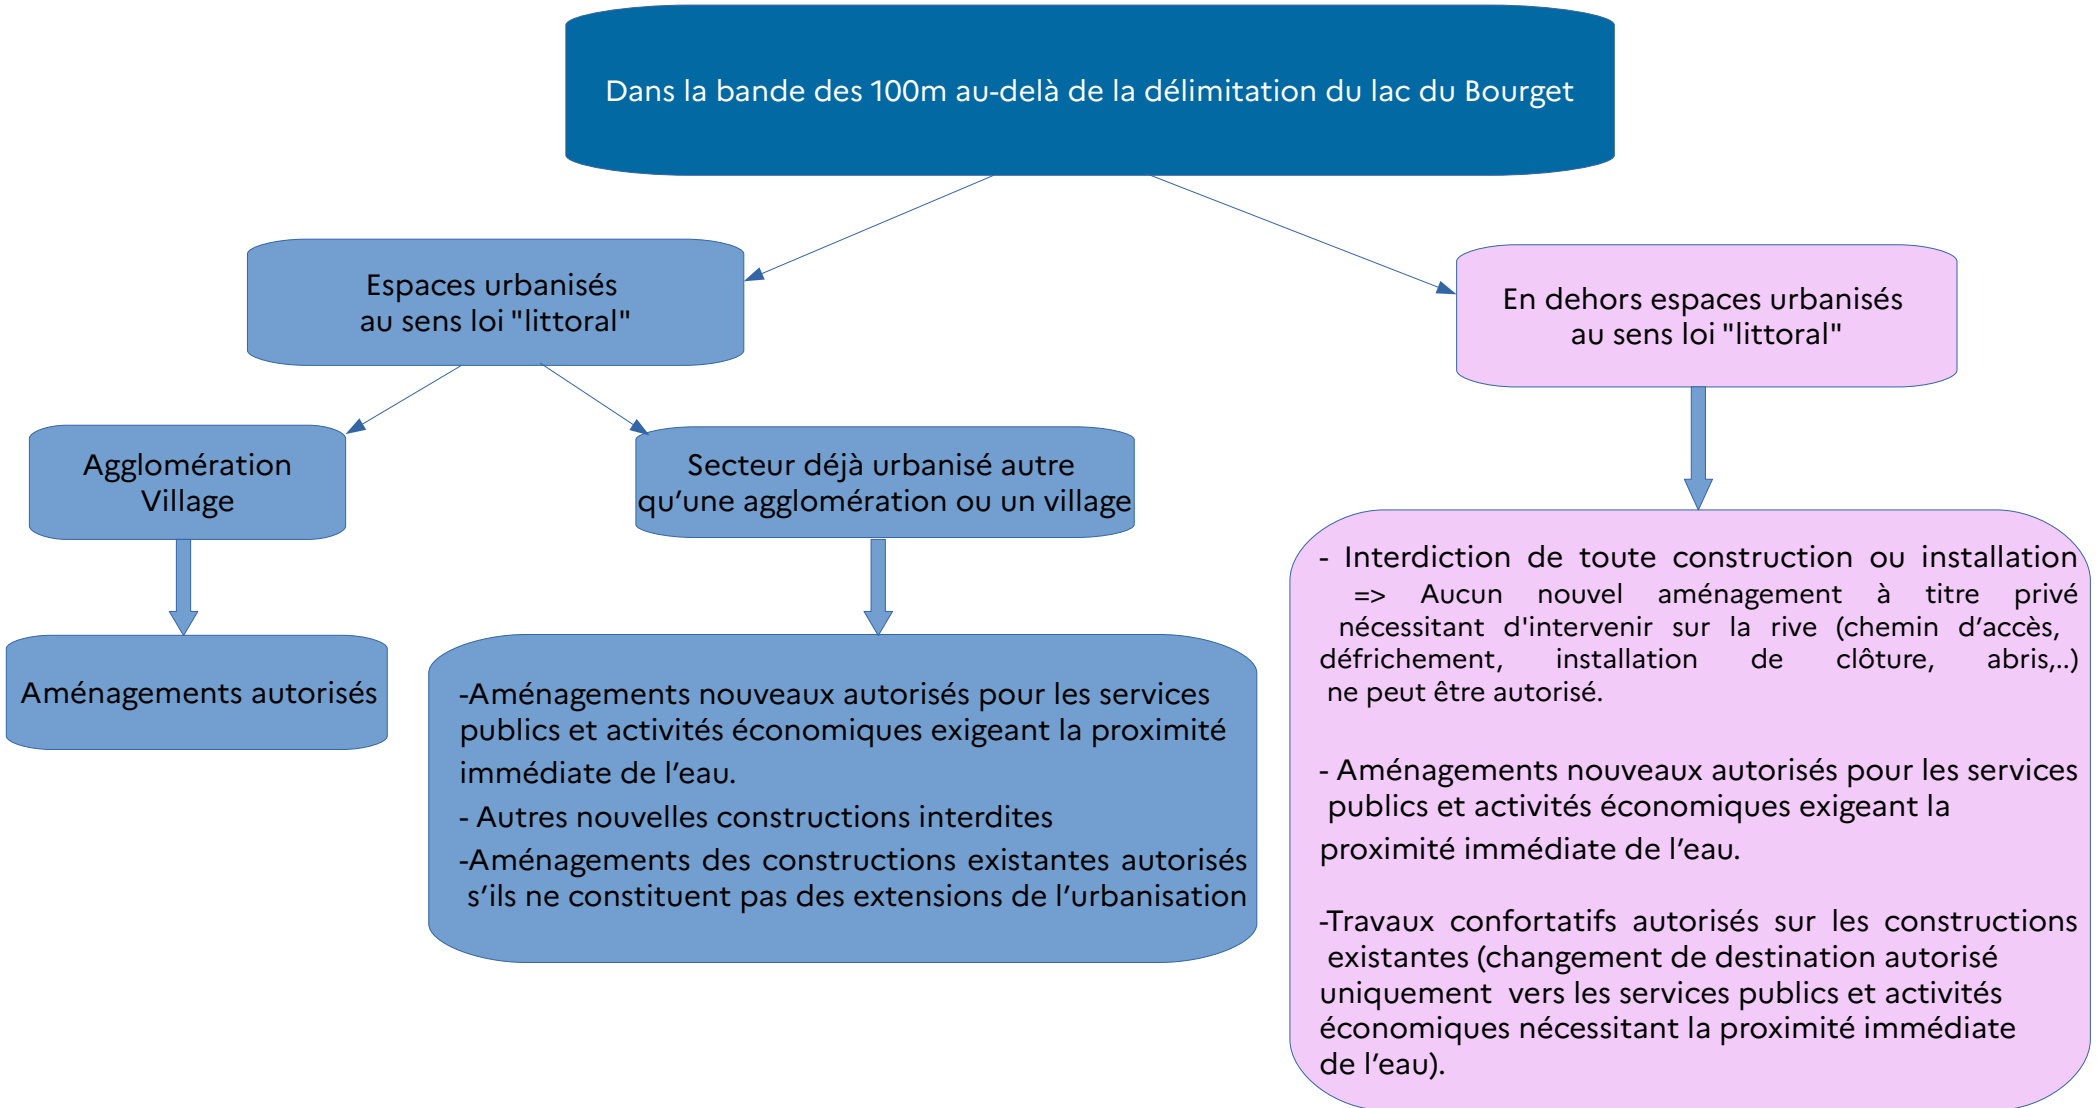 Dans la bande des 100m au-delà de la délimitation du lac du Bourget
Espaces urbanisés
au sens loi "littoral"
En dehors espaces urbanisés
au sens loi "littoral"
Agglomération
Village
Secteur déjà urbanisé autre
qu’une agglomération ou un village
Aménagements autorisés
-Aménagements nouveaux autorisés pour les services
publics et activités économiques exigeant la proximité
immédiate de l’eau.
- Autres nouvelles constructions interdites
-Aménagements des constructions existantes autorisés
s’ils ne constituent pas des extensions de l’urbanisation
- Interdiction de toute construction ou installation
=> Aucun nouvel aménagement à titre privé
nécessitant d'intervenir sur la rive (chemin d’accès,
défrichement, installation de clôture, abris,..)
ne peut être autorisé.
- Aménagements nouveaux autorisés pour les services
publics et activités économiques exigeant la
proximité immédiate de l’eau.
-Travaux confortatifs autorisés sur les constructions
existantes (changement de destination autorisé
uniquement vers les services publics et activités
économiques nécessitant la proximité immédiate
de l’eau).